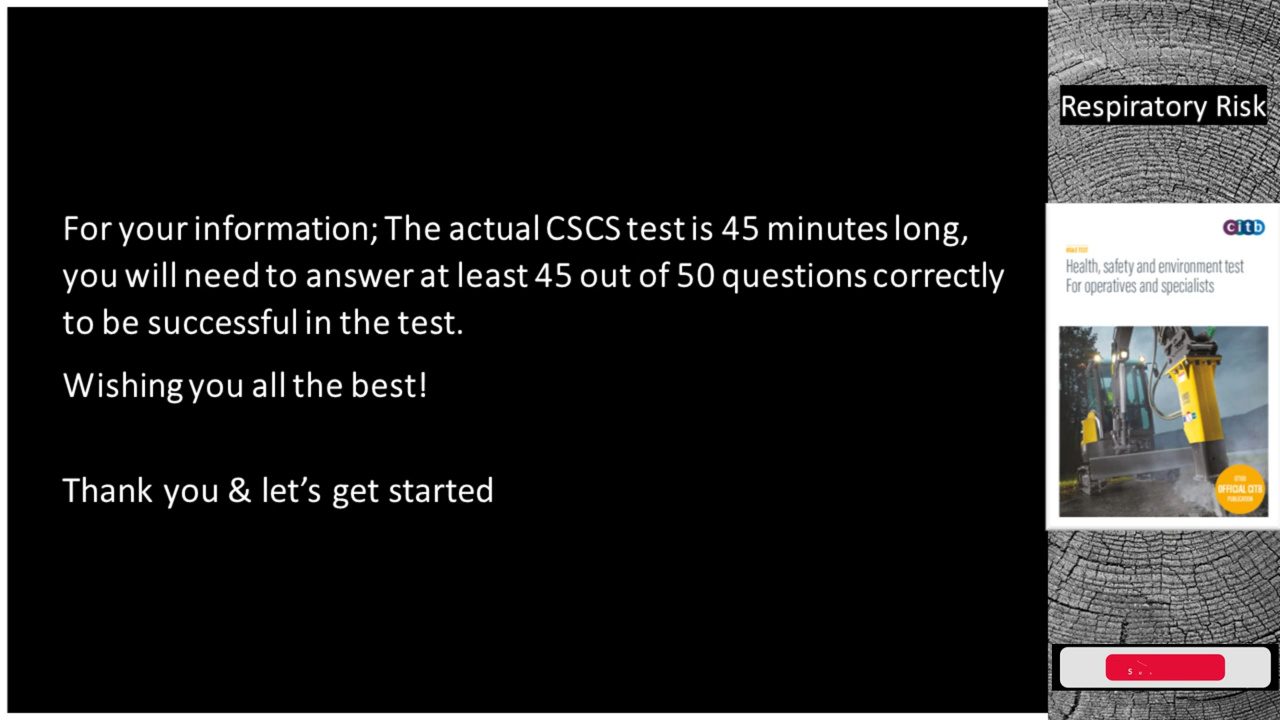 For your information; The actual CSCS test is 45 minutes long,
you will need to answer at least 45 out of 50 questions correctly
to be successful in the test.
Wishing you all the best!
Thank you & let’s get started
Respiratory Risk
citb
Health, safety and environment test
For operatives and specialists
OFFICIAL CITB
PUBLICATION